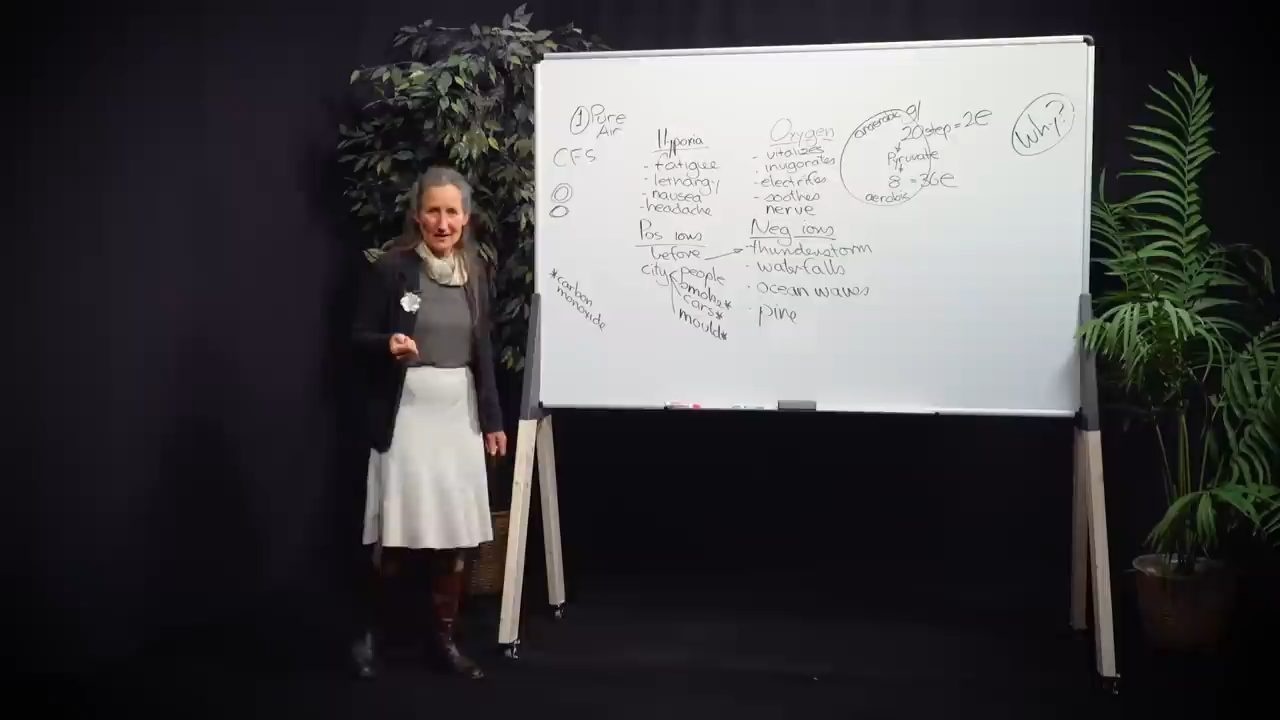 ① Pure
Air
CFS
*carbon
monoxide
Hypoxia
- fatigue
- lethargy
- nausea
- headache
Pos ions
before
city
people
smoke*
cars*
mould*
Oxygen
- vitalizes
- invigorates
- electrifies
- soothes
nerve
Neg ions
thunderstorm
· waterfalls
· ocean waves
· pine
anaerobic
gl
20 step = 2e
Pyruvate
8 = 36e
aerobic
Why?